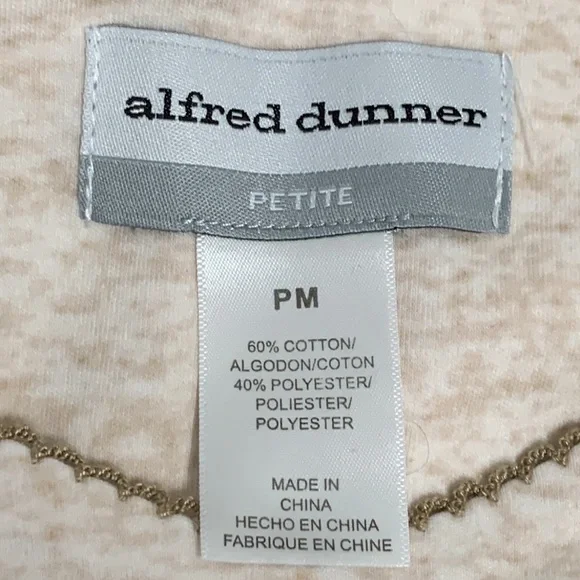 alfred dunner
PETITE
PM
60% COTTON/
ALGODON/COTON
40% POLYESTER/
POLIESTER/
POLYESTER
MADE IN
CHINA
HECHO EN CHINA
FABRIQUE EN CHINE